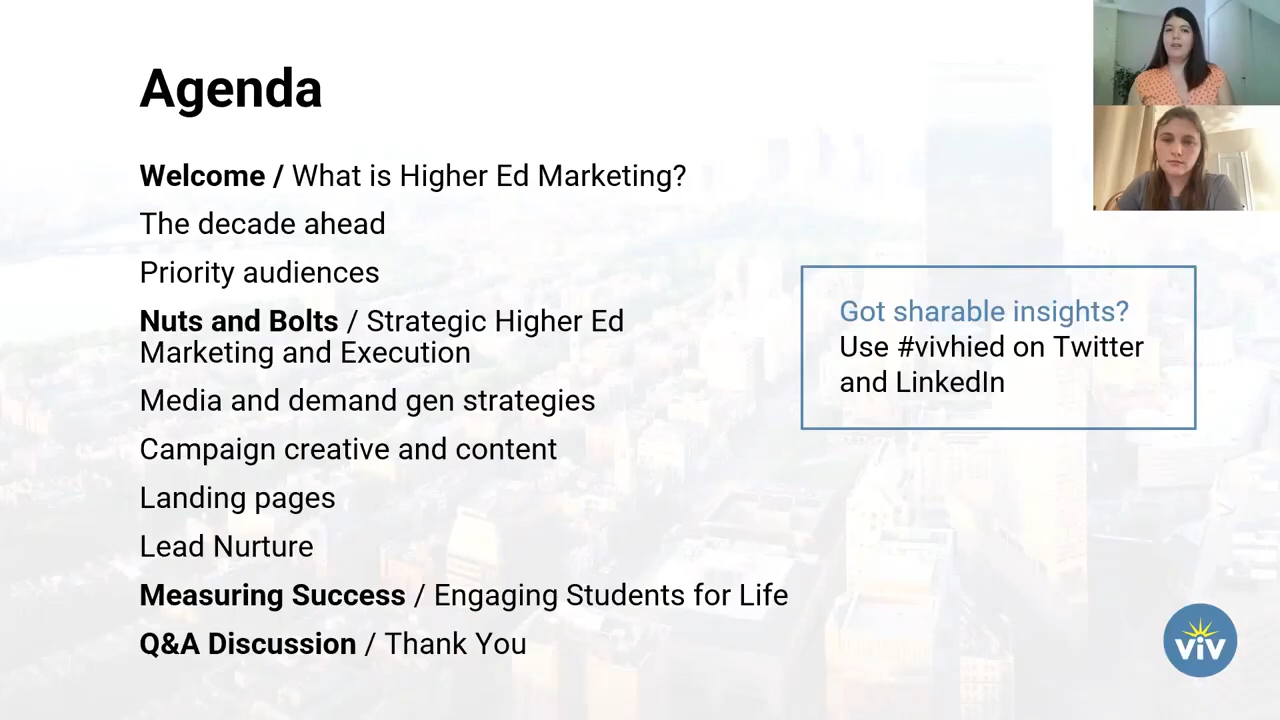 Agenda
Welcome / What is Higher Ed Marketing?
The decade ahead
Priority audiences
Nuts and Bolts / Strategic Higher Ed
Marketing and Execution
Media and demand gen strategies
Campaign creative and content
Landing pages
Lead Nurture
Measuring Success / Engaging Students for Life
Q&A Discussion / Thank You
Got sharable insights?
Use #vivhied on Twitter
and LinkedIn
viv